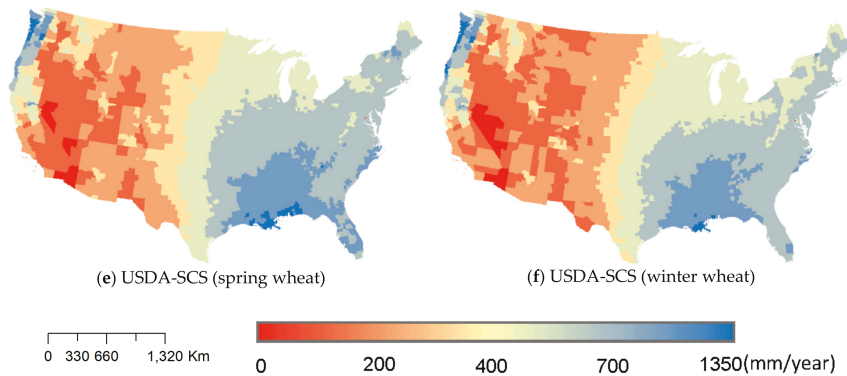 (e) USDA-SCS (spring wheat)
(f) USDA-SCS (winter wheat)
0 330 660 1,320 Km
0 200 400 700 1350(mm/year)